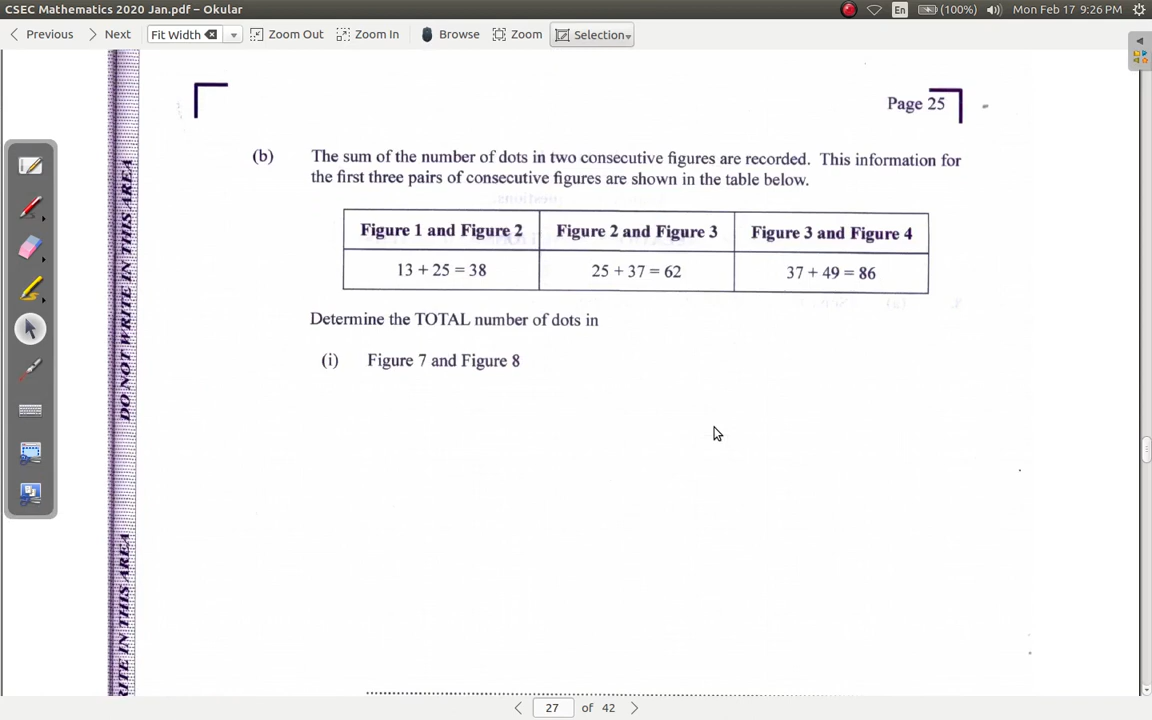 CSEC Mathematics 2020 Jan.pdf – Okular
En (100%) Mon Feb 17 9:26 PM
Previous Next Fit Width Zoom Out Zoom In Browse Zoom Selection
Page 25
(b) The sum of the number of dots in two consecutive figures are recorded. This information for
the first three pairs of consecutive figures are shown in the table below.
Figure 1 and Figure 2 Figure 2 and Figure 3 Figure 3 and Figure 4
13 + 25 = 38 25 + 37 = 62 37 + 49 = 86
Determine the TOTAL number of dots in
(i) Figure 7 and Figure 8
DO NOT WRITE IN THIS AREA
RITE IN THIS AREA
27 of 42